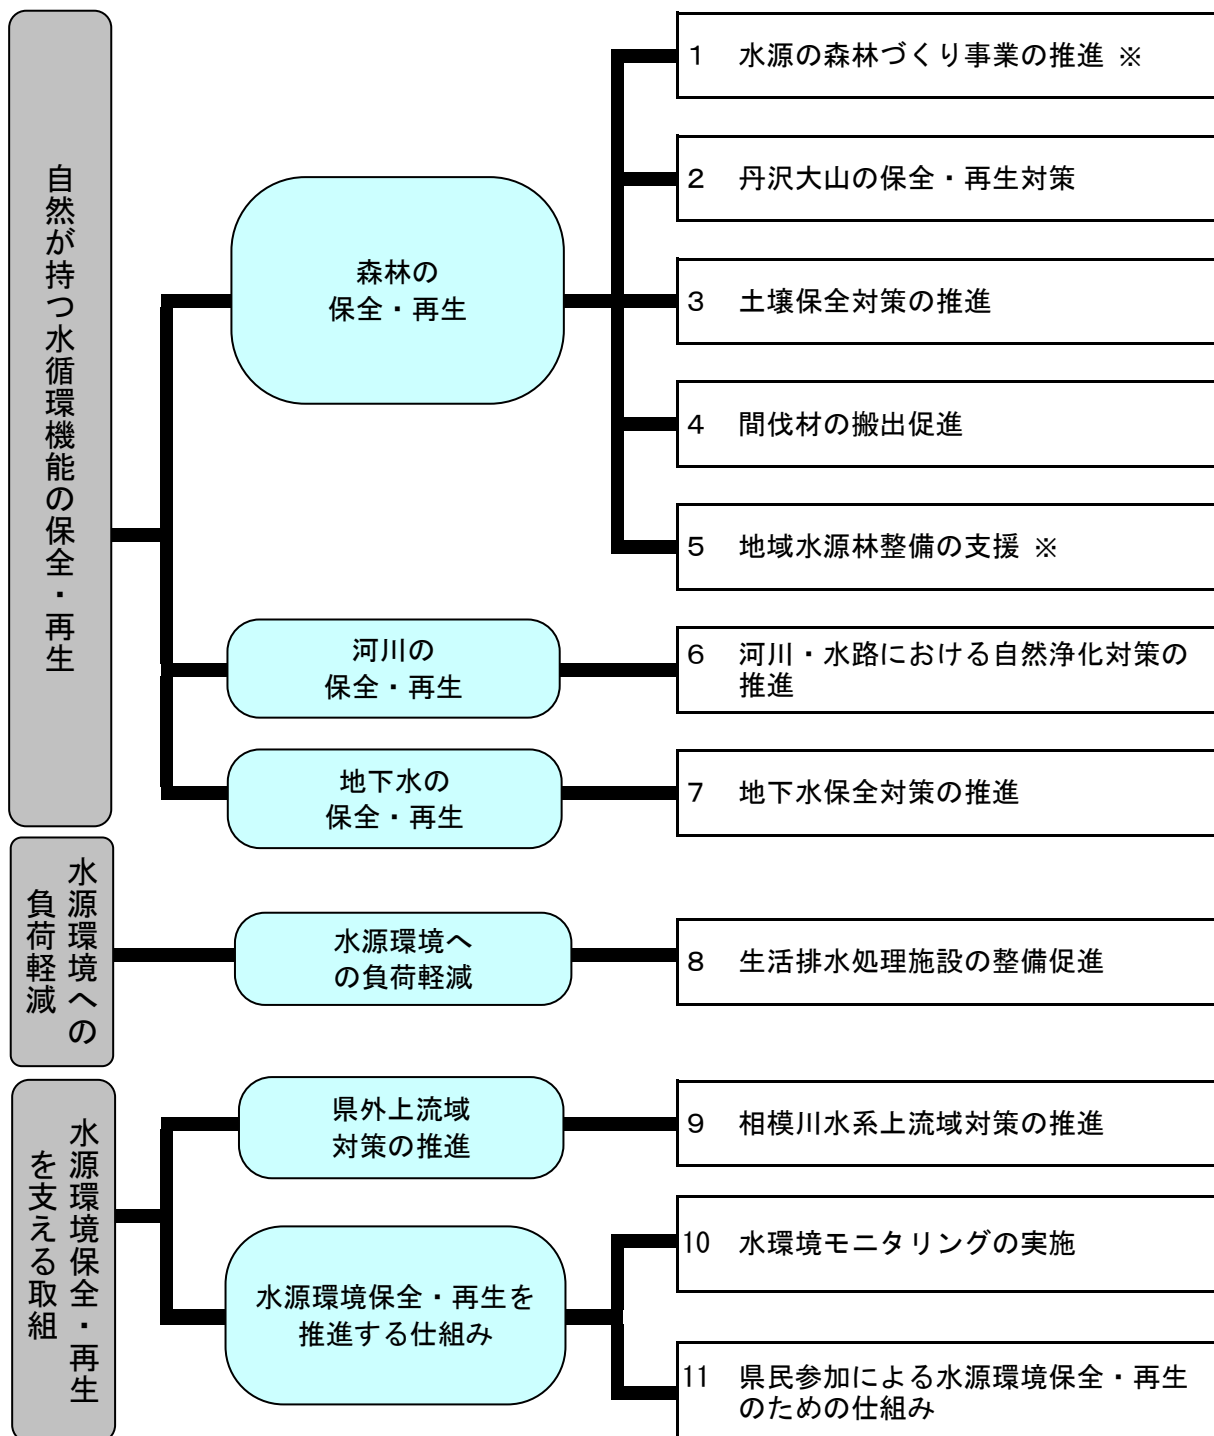 自然が持つ水循環機能の保全・再生
森林の
保全・再生
1 水源の森林づくり事業の推進 ※
2 丹沢大山の保全・再生対策
3 土壌保全対策の推進
4 間伐材の搬出促進
5 地域水源林整備の支援 ※
河川の
保全・再生
6 河川・水路における自然浄化対策の
推進
地下水の
保全・再生
7 地下水保全対策の推進
水源環境への
負荷軽減
水源環境へ
の負荷軽減
8 生活排水処理施設の整備促進
水源環境保全・再生
を支える取組
県外上流域
対策の推進
9 相模川水系上流域対策の推進
水源環境保全・再生を
推進する仕組み
10 水環境モニタリングの実施
11 県民参加による水源環境保全・再生
のための仕組み